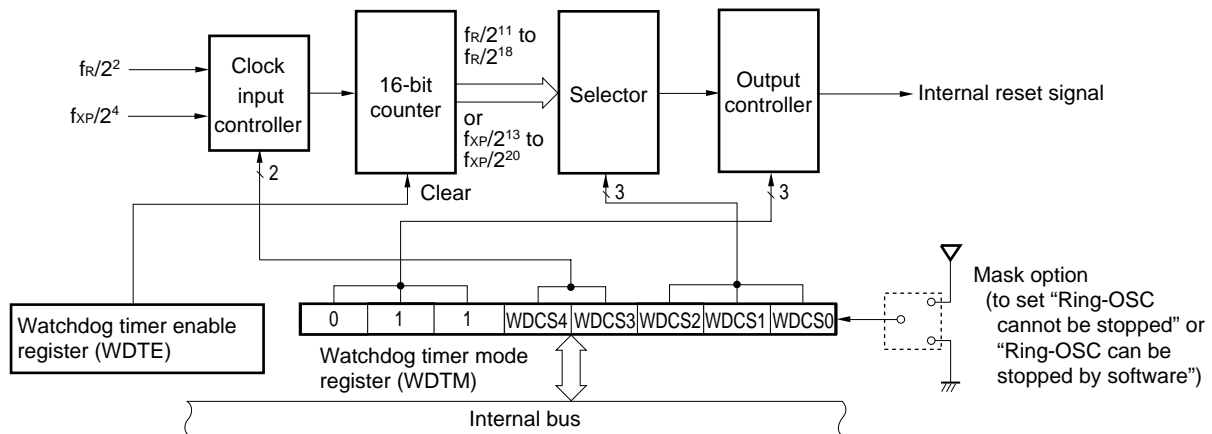 fR/2²
fXP/2⁴
Clock
input
controller
2
16-bit
counter
Clear
fR/2¹¹ to
fR/2¹⁸
or
fXP/2¹³ to
fXP/2²⁰
Selector
3
Output
controller
3
Internal reset signal
Watchdog timer enable
register (WDTE)
0 1 1 WDCS4 WDCS3 WDCS2 WDCS1 WDCS0
Watchdog timer mode
register (WDTM)
Mask option
(to set “Ring-OSC
cannot be stopped” or
“Ring-OSC can be
stopped by software”)
Internal bus